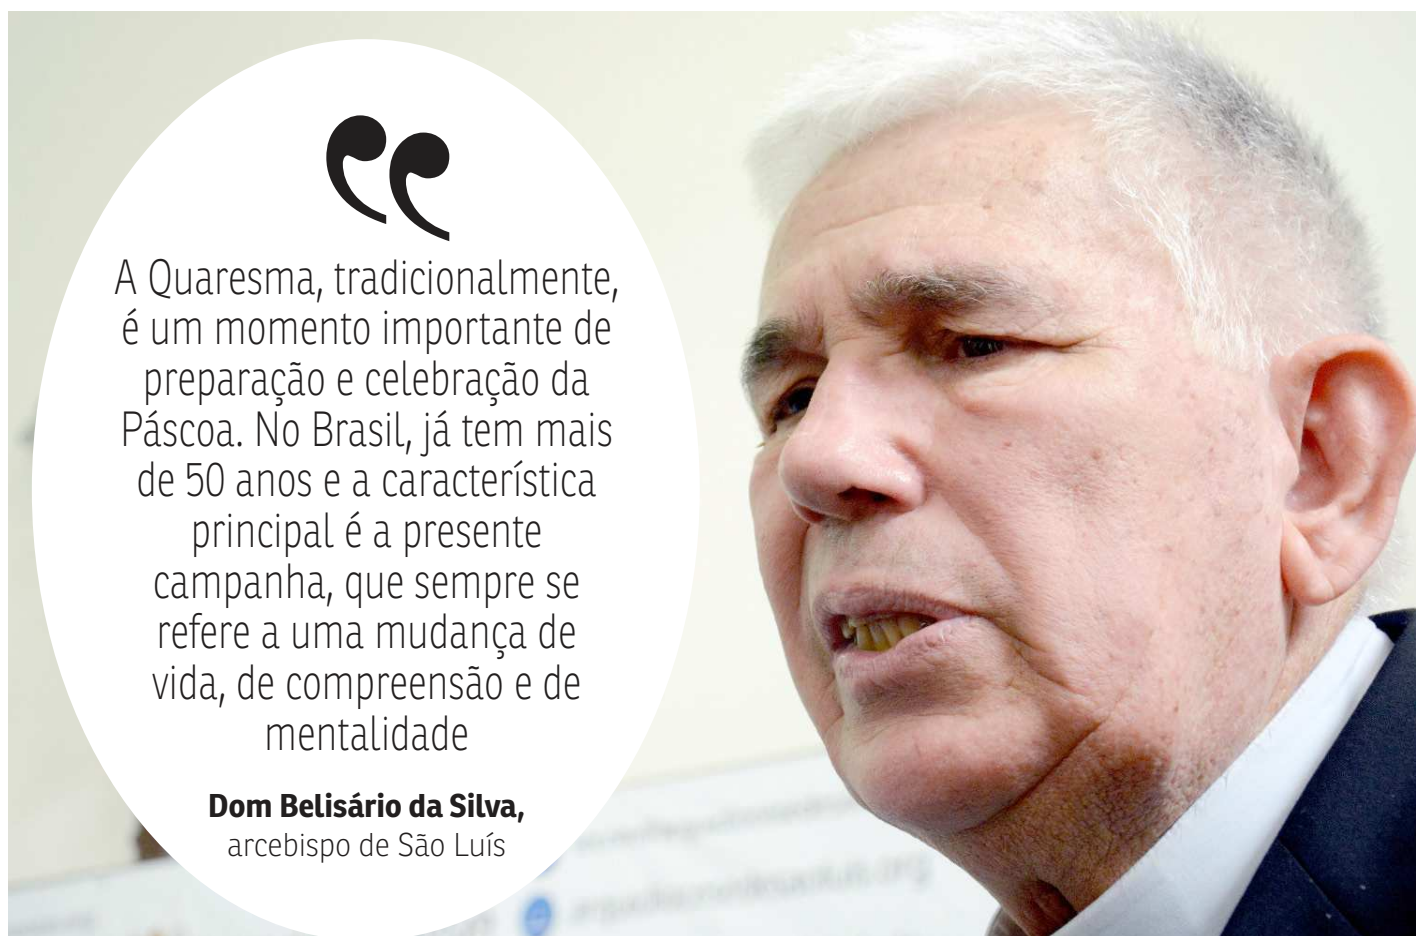 A Quaresma, tradicionalmente,
é um momento importante de
preparação e celebração da
Páscoa. No Brasil, já tem mais
de 50 anos e a característica
principal é a presente
campanha, que sempre se
refere a uma mudança de
vida, de compreensão e de
mentalidade
Dom Belisário da Silva,
arcebispo de São Luís